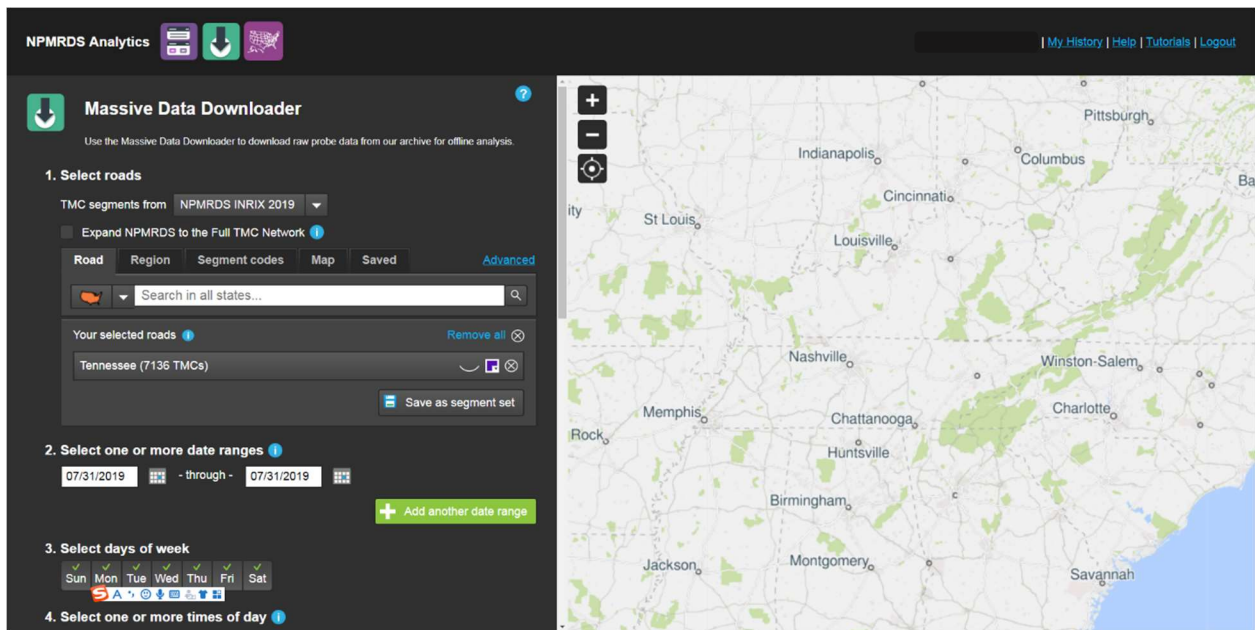 NPMRDS Analytics
| My History | Help | Tutorials | Logout
Massive Data Downloader
?
Use the Massive Data Downloader to download raw probe data from our archive for offline analysis.
1. Select roads
TMC segments from NPMRDS INRIX 2019
Expand NPMRDS to the Full TMC Network i
Road Region Segment codes Map Saved Advanced
Search in all states...
Your selected roads i Remove all
Tennessee (7136 TMCs)
Save as segment set
2. Select one or more date ranges i
07/31/2019 - through - 07/31/2019
Add another date range
3. Select days of week
Sun Mon Tue Wed Thu Fri Sat
S A
4. Select one or more times of day i
+
−
Pittsburgh
Indianapolis
Columbus
Cincinnati
Ba
ity
St Louis
Louisville
Nashville
Winston-Salem
Memphis
Chattanooga
Charlotte
Rock
Huntsville
Birmingham
Jackson
Montgomery
Savannah